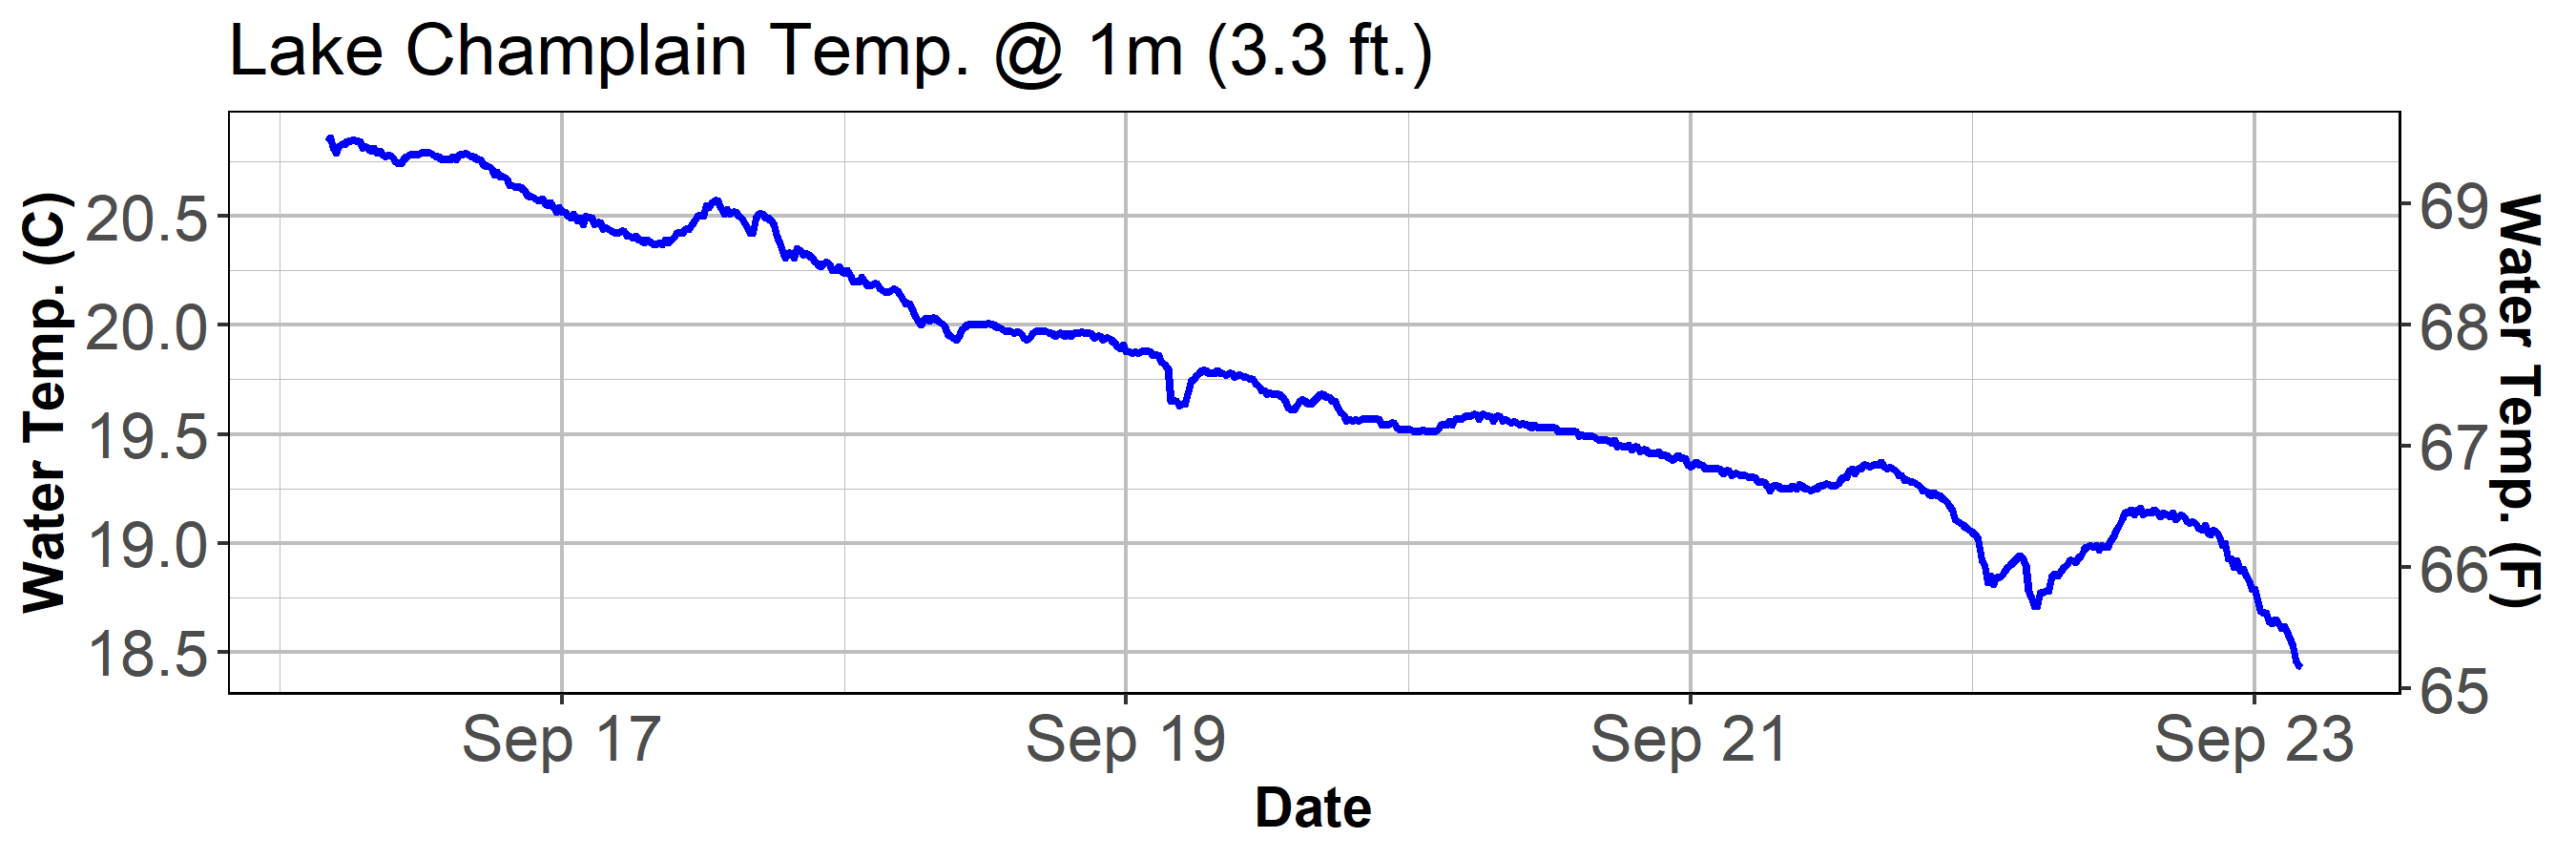 Lake Champlain Temp. @ 1m (3.3 ft.)
Water Temp. (C)
20.5
20.0
19.5
19.0
18.5
69
68
67
66
65
Water Temp. (F)
Sep 17
Sep 19
Sep 21
Sep 23
Date